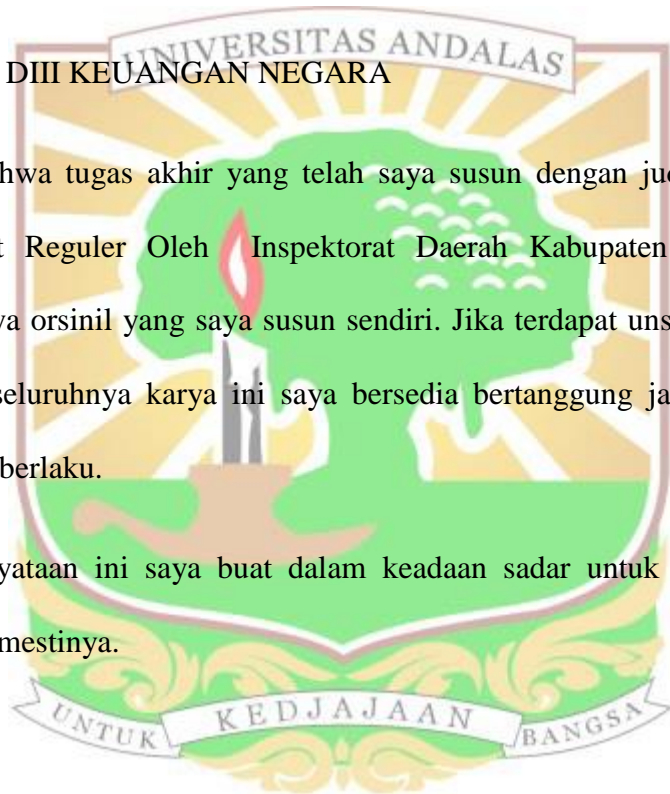 UNIVERSITAS ANDALAS
DIII KEUANGAN NEGARA
hwa tugas akhir yang telah saya susun dengan ju
t Reguler Oleh Inspektorat Daerah Kabupaten
ya orsinil yang saya susun sendiri. Jika terdapat uns
seluruhnya karya ini saya bersedia bertanggung ja
berlaku.
yataan ini saya buat dalam keadaan sadar untuk
mestinya.
UNTUK KEDJAJAAN BANGSA